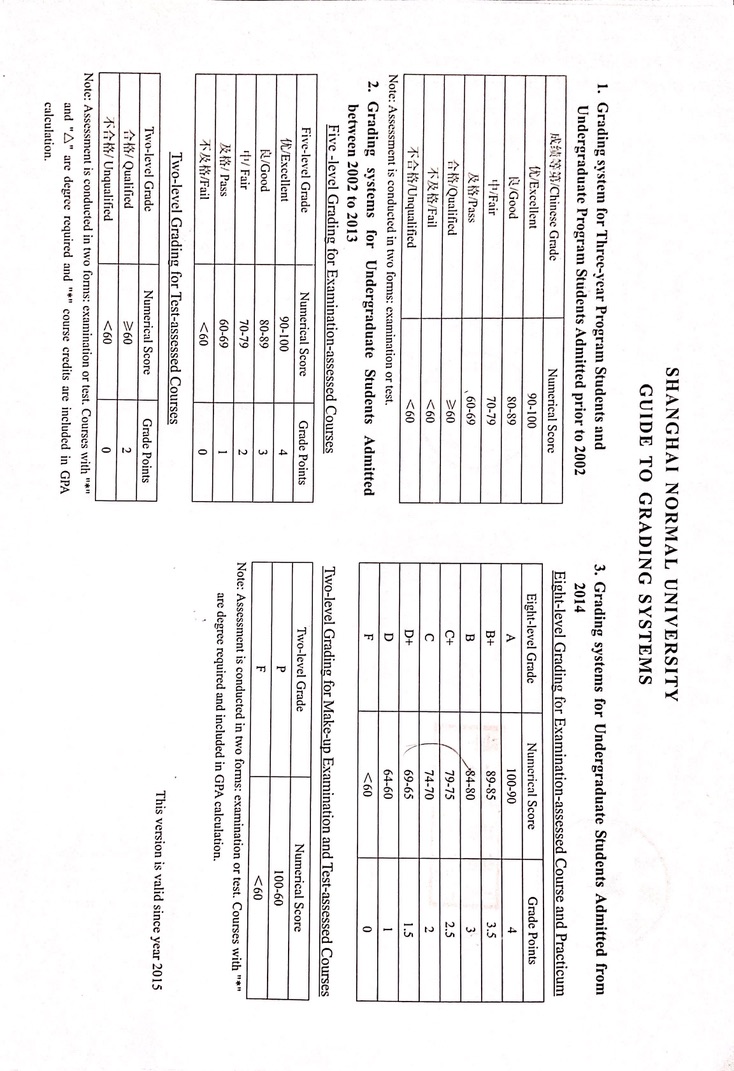 SHANGHAI NORMAL UNIVERSITY
GUIDE TO GRADING SYSTEMS
1. Grading system for Three-year Program Students and
Undergraduate Program Students Admitted prior to 2002
成绩等第/Chinese Grade Numerical Score
优/Excellent 90-100
良/Good 80-89
中/Fair 70-79
及格/Pass 60-69
合格/Qualified ≥60
不及格/Fail <60
不合格/Unqualified <60
Note: Assessment is conducted in two forms: examination or test.
2. Grading systems for Undergraduate Students Admitted
between 2002 to 2013
Five -level Grading for Examination-assessed Courses
Five-level Grade Numerical Score Grade Points
优/Excellent 90-100 4
良/Good 80-89 3
中/ Fair 70-79 2
及格/ Pass 60-69 1
不及格/Fail <60 0
Two-level Grading for Test-assessed Courses
Two-level Grade Numerical Score Grade Points
合格/ Qualified ≥60 2
不合格/ Unqualified <60 0
Note: Assessment is conducted in two forms: examination or test. Courses with "*"
and "△" are degree required and "*" course credits are included in GPA
calculation.
3. Grading systems for Undergraduate Students Admitted from
2014
Eight-level Grading for Examination-assessed Course and Practicum
Eight-level Grade Numerical Score Grade Points
A 100-90 4
B+ 89-85 3.5
B 84-80 3
C+ 79-75 2.5
C 74-70 2
D+ 69-65 1.5
D 64-60 1
F <60 0
Two-level Grading for Make-up Examination and Test-assessed Courses
Two-level Grade Numerical Score
P 100-60
F <60
Note: Assessment is conducted in two forms: examination or test. Courses with "*"
are degree required and included in GPA calculation.
This version is valid since year 2015